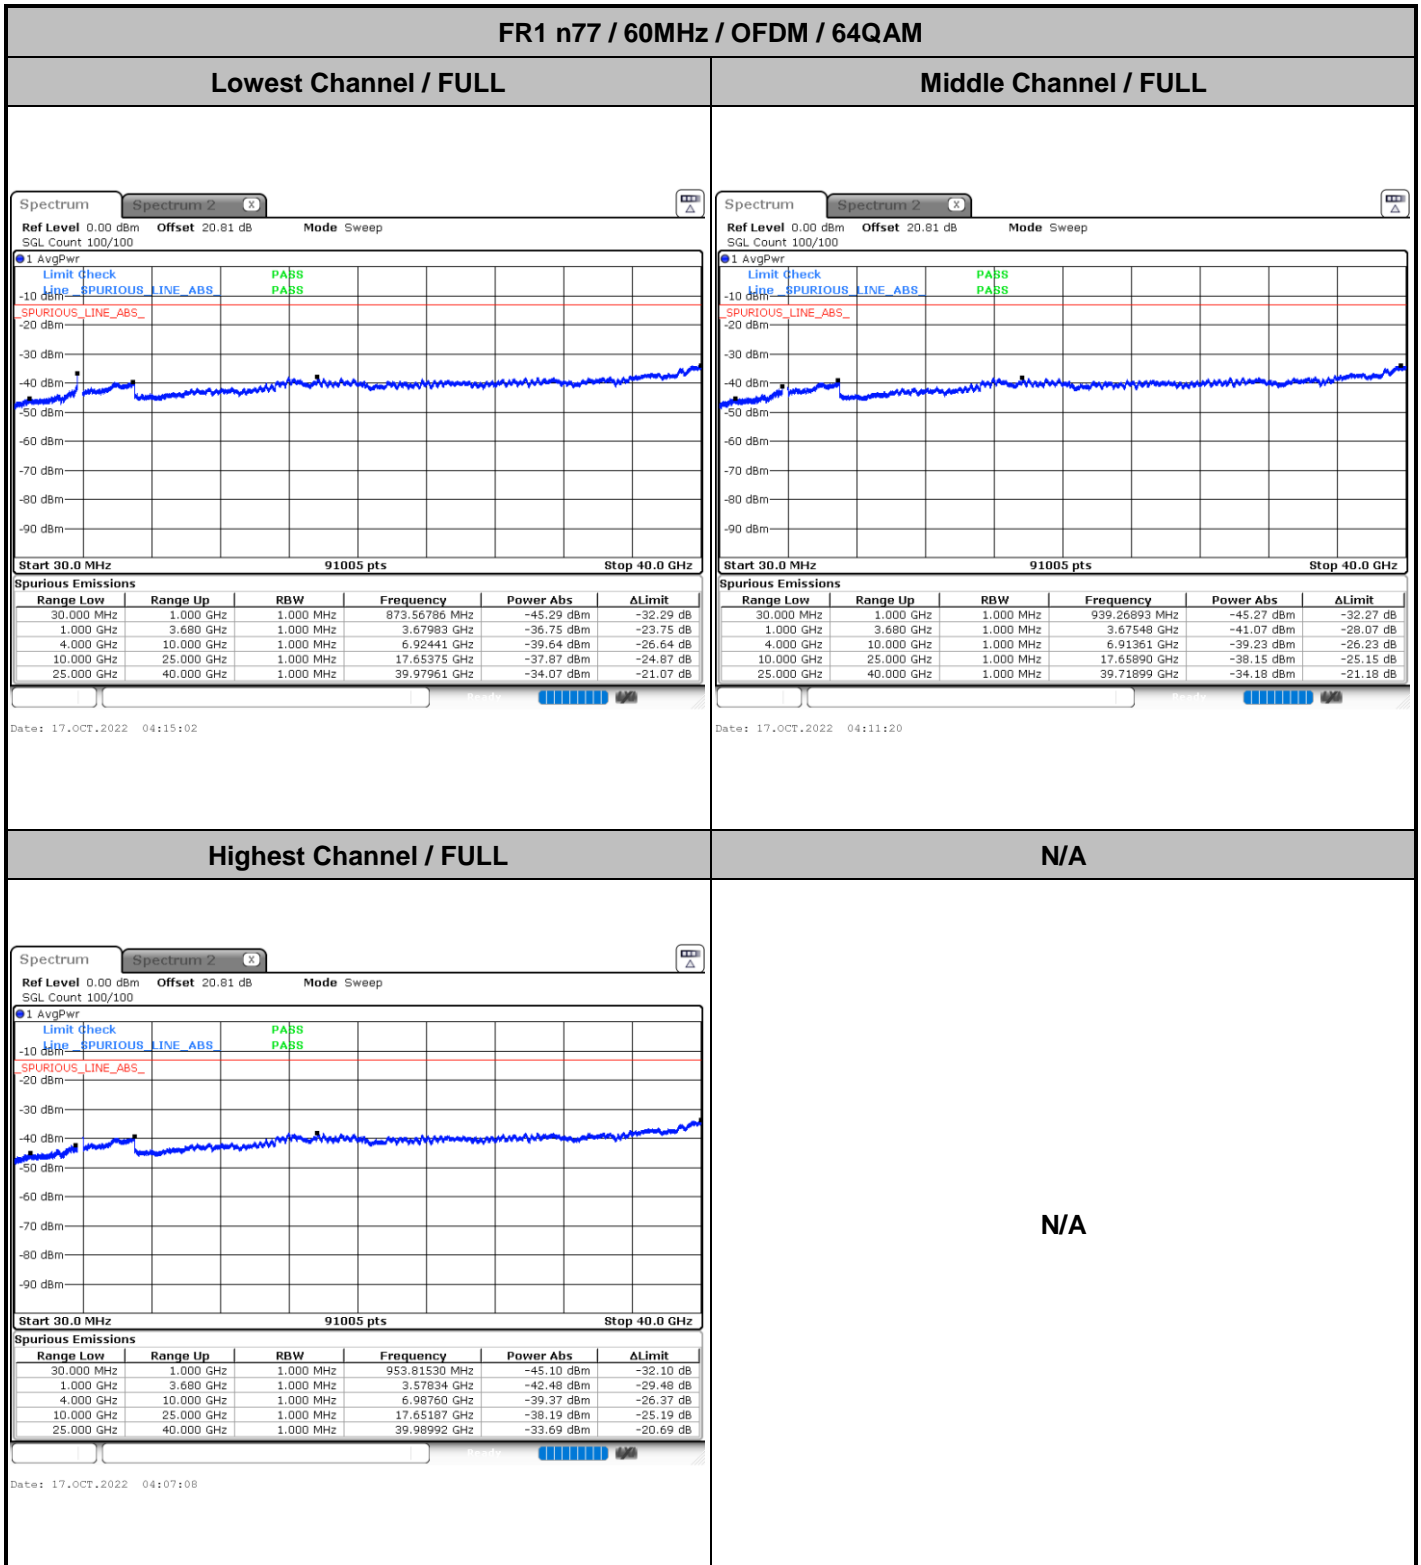 FR1 n77 / 60MHz / OFDM / 64QAM
Lowest Channel / FULL
Middle Channel / FULL
Spectrum Spectrum 2 X
Ref Level 0.00 dBm Offset 20.81 dB Mode Sweep
SGL Count 100/100
1 AvgPwr
Limit Check PASS
Line _SPURIOUS_LINE_ABS_ PASS
-10 dBm
_SPURIOUS_LINE_ABS_
-20 dBm
-30 dBm
-40 dBm
-50 dBm
-60 dBm
-70 dBm
-80 dBm
-90 dBm
Start 30.0 MHz 91005 pts Stop 40.0 GHz
Spurious Emissions
Range Low Range Up RBW Frequency Power Abs ΔLimit
30.000 MHz 1.000 GHz 1.000 MHz 873.56786 MHz -45.29 dBm -32.29 dB
1.000 GHz 3.680 GHz 1.000 MHz 3.67983 GHz -36.75 dBm -23.75 dB
4.000 GHz 10.000 GHz 1.000 MHz 6.92441 GHz -39.64 dBm -26.64 dB
10.000 GHz 25.000 GHz 1.000 MHz 17.65375 GHz -37.87 dBm -24.87 dB
25.000 GHz 40.000 GHz 1.000 MHz 39.97961 GHz -34.07 dBm -21.07 dB
Ready
Date: 17.OCT.2022 04:15:02
Spectrum Spectrum 2 X
Ref Level 0.00 dBm Offset 20.81 dB Mode Sweep
SGL Count 100/100
1 AvgPwr
Limit Check PASS
Line _SPURIOUS_LINE_ABS_ PASS
-10 dBm
_SPURIOUS_LINE_ABS_
-20 dBm
-30 dBm
-40 dBm
-50 dBm
-60 dBm
-70 dBm
-80 dBm
-90 dBm
Start 30.0 MHz 91005 pts Stop 40.0 GHz
Spurious Emissions
Range Low Range Up RBW Frequency Power Abs ΔLimit
30.000 MHz 1.000 GHz 1.000 MHz 939.26893 MHz -45.27 dBm -32.27 dB
1.000 GHz 3.680 GHz 1.000 MHz 3.67548 GHz -41.07 dBm -28.07 dB
4.000 GHz 10.000 GHz 1.000 MHz 6.91361 GHz -39.23 dBm -26.23 dB
10.000 GHz 25.000 GHz 1.000 MHz 17.65890 GHz -38.15 dBm -25.15 dB
25.000 GHz 40.000 GHz 1.000 MHz 39.71899 GHz -34.18 dBm -21.18 dB
Ready
Date: 17.OCT.2022 04:11:20
Highest Channel / FULL
N/A
Spectrum Spectrum 2 X
Ref Level 0.00 dBm Offset 20.81 dB Mode Sweep
SGL Count 100/100
1 AvgPwr
Limit Check PASS
Line _SPURIOUS_LINE_ABS_ PASS
-10 dBm
_SPURIOUS_LINE_ABS_
-20 dBm
-30 dBm
-40 dBm
-50 dBm
-60 dBm
-70 dBm
-80 dBm
-90 dBm
Start 30.0 MHz 91005 pts Stop 40.0 GHz
Spurious Emissions
Range Low Range Up RBW Frequency Power Abs ΔLimit
30.000 MHz 1.000 GHz 1.000 MHz 953.81530 MHz -45.10 dBm -32.10 dB
1.000 GHz 3.680 GHz 1.000 MHz 3.57834 GHz -42.48 dBm -29.48 dB
4.000 GHz 10.000 GHz 1.000 MHz 6.98760 GHz -39.37 dBm -26.37 dB
10.000 GHz 25.000 GHz 1.000 MHz 17.65187 GHz -38.19 dBm -25.19 dB
25.000 GHz 40.000 GHz 1.000 MHz 39.98992 GHz -33.69 dBm -20.69 dB
Ready
Date: 17.OCT.2022 04:07:08
N/A